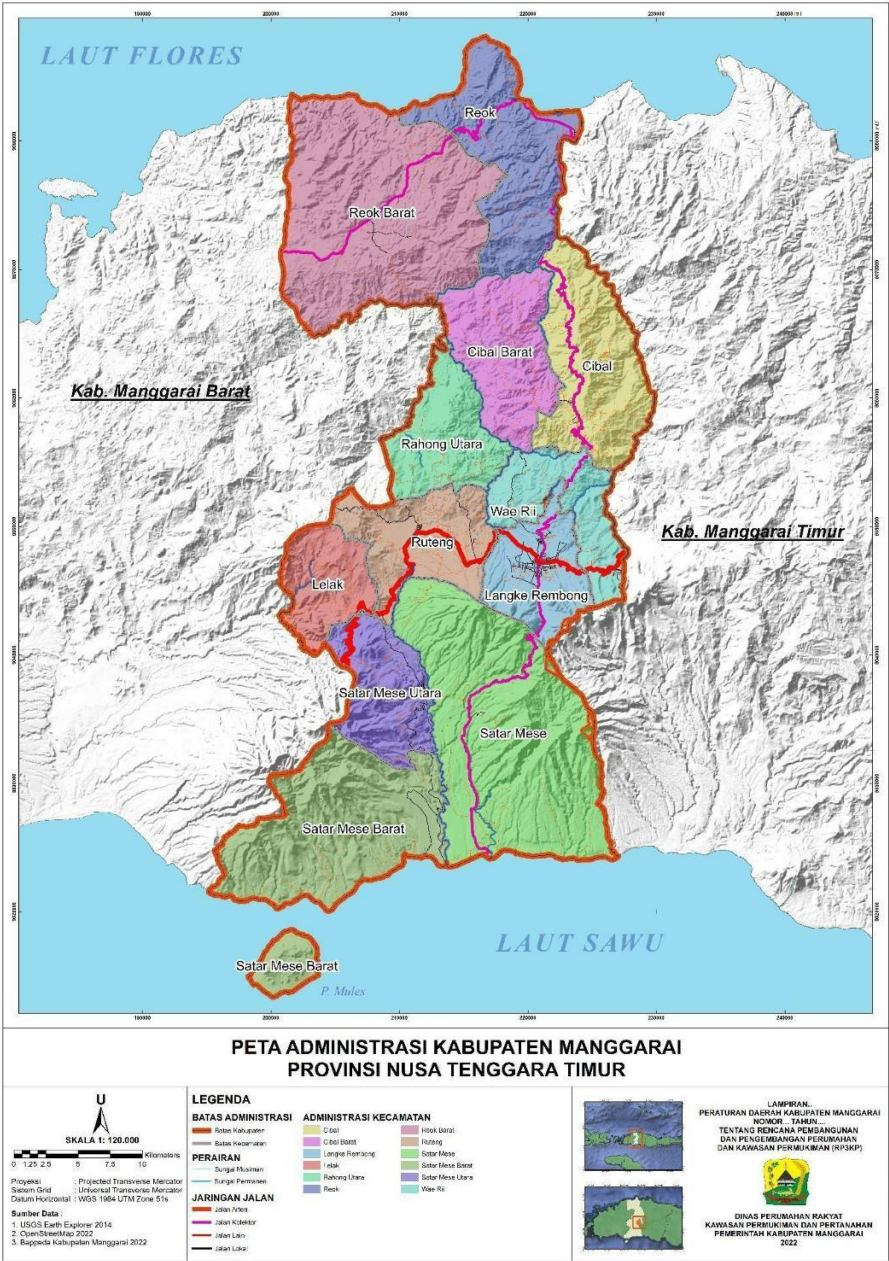 LAUT FLORES
Reok
Reok Barat
Cibal Barat
Cibal
Kab. Manggarai Barat
Rahong Utara
Wae Rii
Kab. Manggarai Timur
Ruteng
Lelak
Langke Rembong
Satar Mese Utara
Satar Mese
Satar Mese Barat
LAUT SAWU
Satar Mese Barat
P. Mules
PETA ADMINISTRASI KABUPATEN MANGGARAI
PROVINSI NUSA TENGGARA TIMUR
U
SKALA 1: 120.000
Kilometers
0 1.25 2.5 5 7.5 10
Proyeksi : Projected Transverse Mercator
Sistem Grid : Universal Transverse Mercator
Datum Horizontal : WGS 1984 UTM Zone 51s
Sumber Data :
1. USGS Earth Explorer 2014
2. OpenStreetMap 2022
3. Bappeda Kabupaten Manggarai 2022
LEGENDA
BATAS ADMINISTRASI
Batas Kabupaten
Batas Kecamatan
PERAIRAN
Sungai Musiman
Sungai Permanen
JARINGAN JALAN
Jalan Arteri
Jalan Kolektor
Jalan Lain
Jalan Lokal
ADMINISTRASI KECAMATAN
Cibal
Cibal Barat
Langke Rembong
Lelak
Rahong Utara
Reok
Reok Barat
Ruteng
Satar Mese
Satar Mese Barat
Satar Mese Utara
Wae Rii
LAMPIRAN..
PERATURAN DAERAH KABUPATEN MANGGARAI
NOMOR... TAHUN....
TENTANG RENCANA PEMBANGUNAN
DAN PENGEMBANGAN PERUMAHAN
DAN KAWASAN PERMUKIMAN (RP3KP)
DINAS PERUMAHAN RAKYAT
KAWASAN PERMUKIMAN DAN PERTANAHAN
PEMERINTAH KABUPATEN MANGGARAI
2022